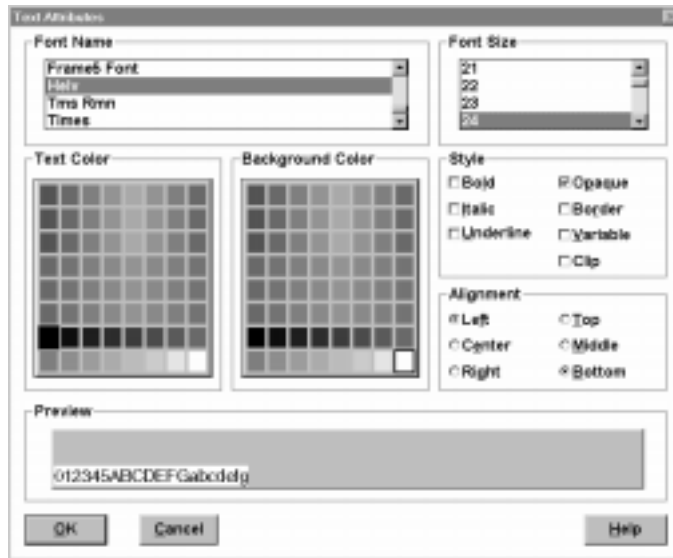 Text Attributes
Font Name
Frame5 Font
Helv
Tms Rmn
Times
Font Size
21
22
23
24
Text Color
Background Color
Style
Bold
Opaque
Italic
Border
Underline
Variable
Clip
Alignment
Left
Top
Center
Middle
Right
Bottom
Preview
012345ABCDEFGabcdefg
OK
Cancel
Help